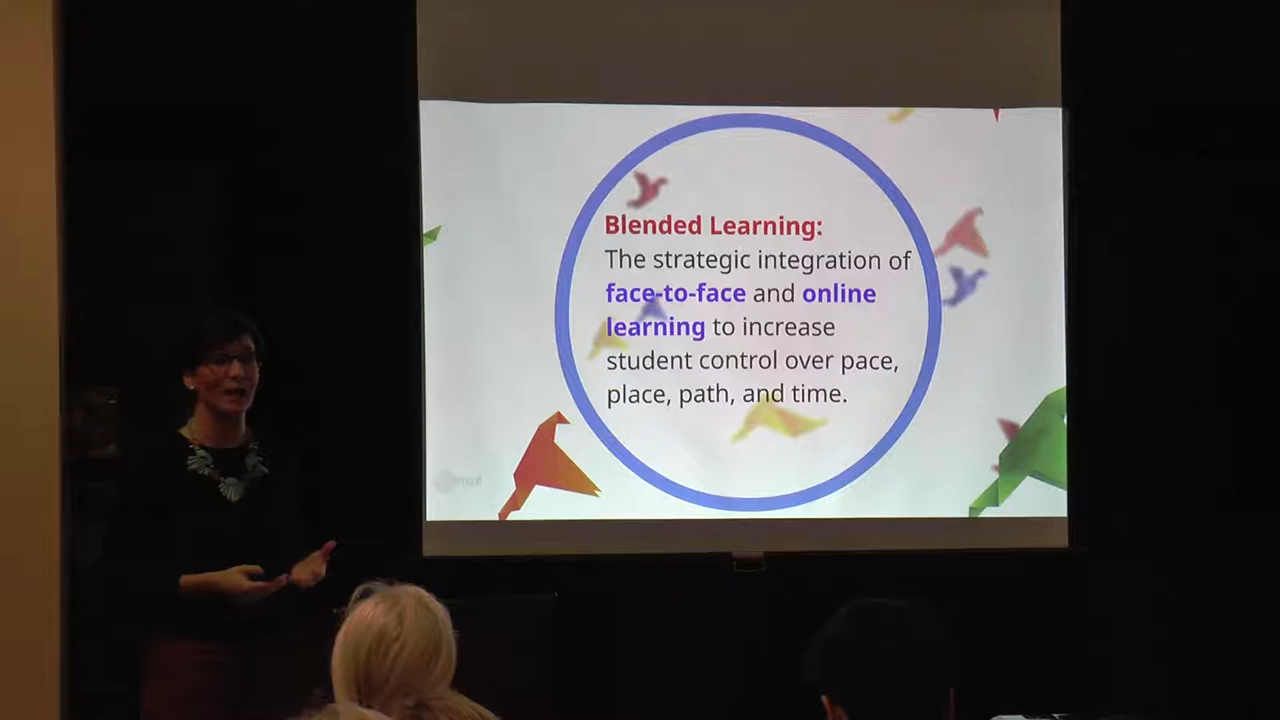 Blended Learning:
The strategic integration of
face-to-face and online
learning to increase
student control over pace,
place, path, and time.